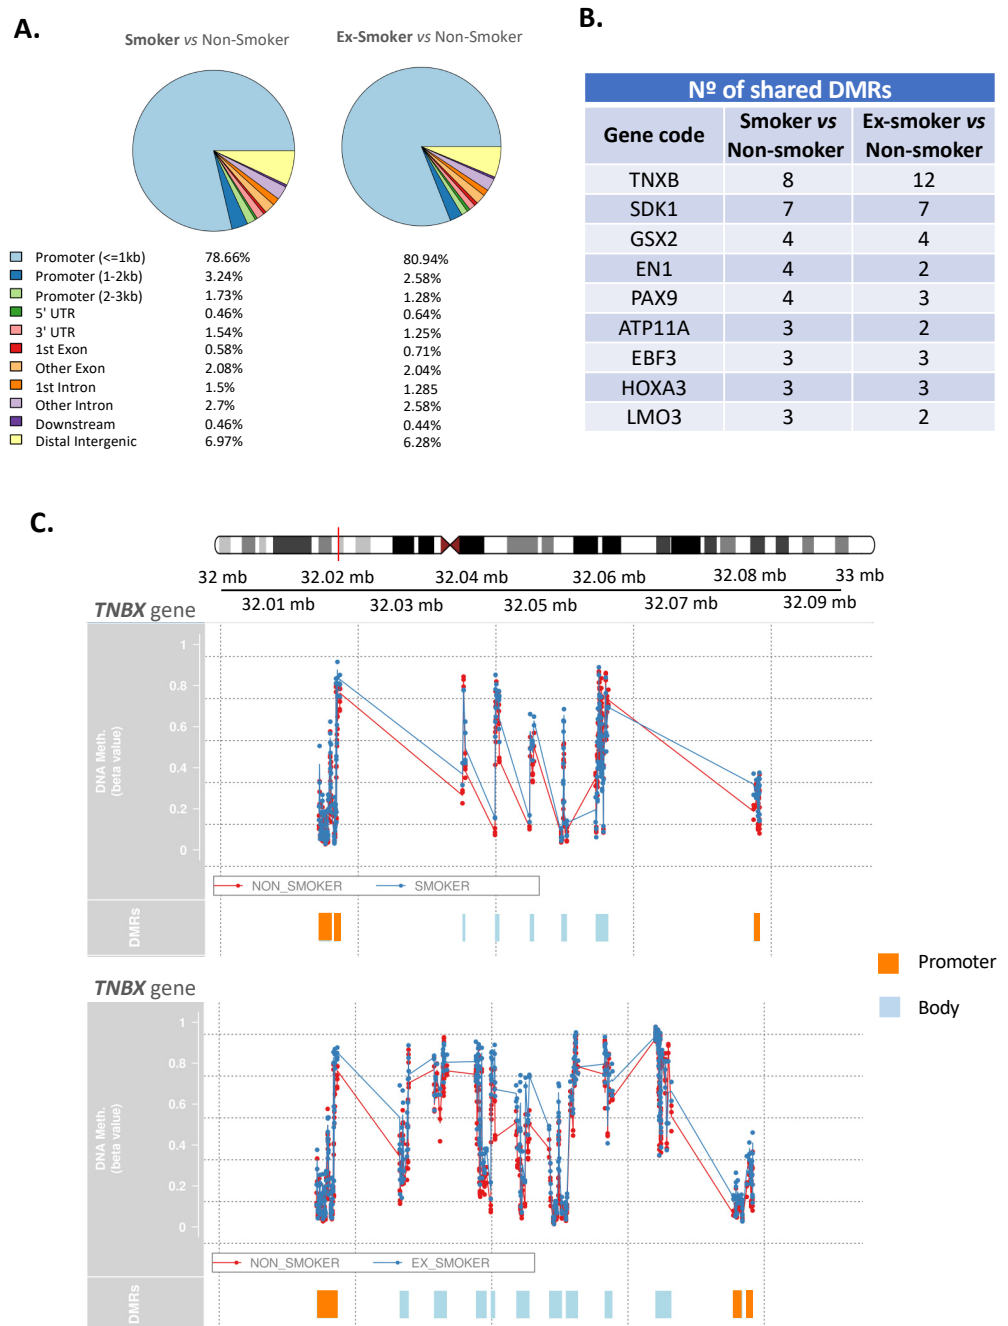 A.
Smoker vs Non-Smoker
Ex-Smoker vs Non-Smoker
Promoter (<=1kb) 78.66% 80.94%
Promoter (1-2kb) 3.24% 2.58%
Promoter (2-3kb) 1.73% 1.28%
5' UTR 0.46% 0.64%
3' UTR 1.54% 1.25%
1st Exon 0.58% 0.71%
Other Exon 2.08% 2.04%
1st Intron 1.5% 1.285
Other Intron 2.7% 2.58%
Downstream 0.46% 0.44%
Distal Intergenic 6.97% 6.28%
B.
Nº of shared DMRs
Gene code Smoker vs Non-smoker Ex-smoker vs Non-smoker
TNXB 8 12
SDK1 7 7
GSX2 4 4
EN1 4 2
PAX9 4 3
ATP11A 3 2
EBF3 3 3
HOXA3 3 3
LMO3 3 2
C.
32 mb 32.02 mb 32.04 mb 32.06 mb 32.08 mb 33 mb
32.01 mb 32.03 mb 32.05 mb 32.07 mb 32.09 mb
TNBX gene
DNA Meth.
(beta value)
1
0.8
0.6
0.4
0.2
0
NON_SMOKER SMOKER
DMRs
Promoter
Body
TNBX gene
DNA Meth.
(beta value)
1
0.8
0.6
0.4
0.2
0
NON_SMOKER EX_SMOKER
DMRs